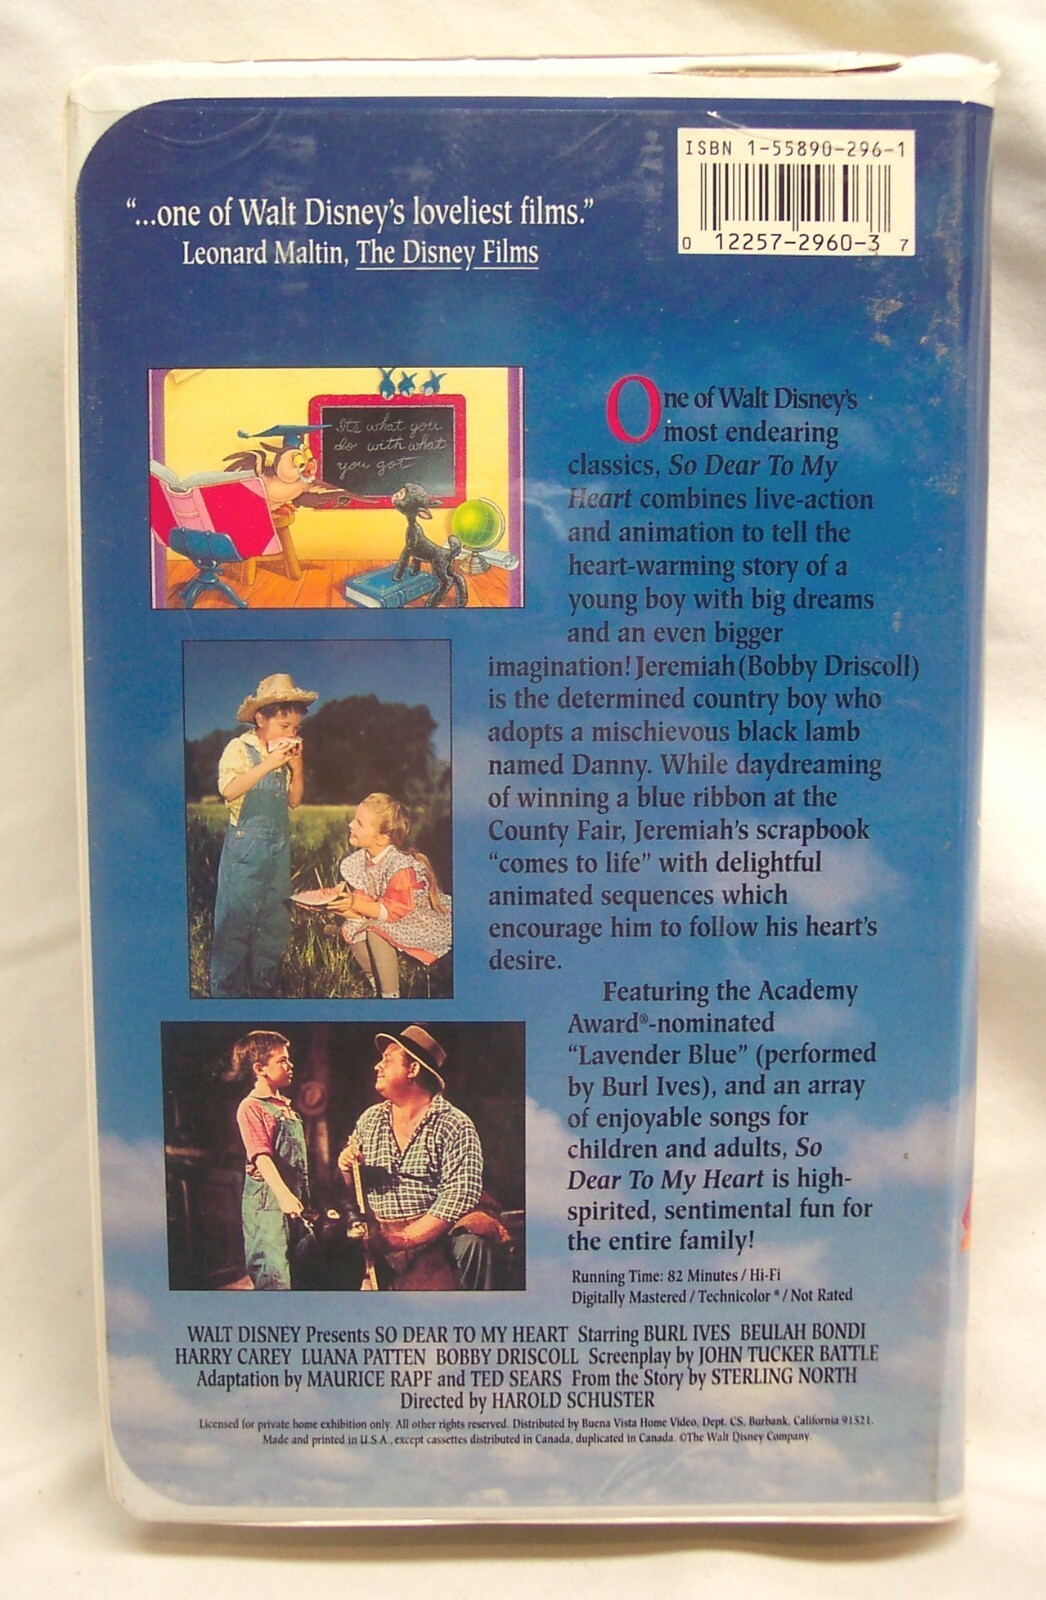 ISBN 1-55890-296-1
0 12257-2960-3 7
“...one of Walt Disney's loveliest films.”
Leonard Maltin, The Disney Films
It's what you
do with what
you got
One of Walt Disney's
most endearing
classics, So Dear To My
Heart combines live-action
and animation to tell the
heart-warming story of a
young boy with big dreams
and an even bigger
imagination! Jeremiah (Bobby Driscoll)
is the determined country boy who
adopts a mischievous black lamb
named Danny. While daydreaming
of winning a blue ribbon at the
County Fair, Jeremiah's scrapbook
“comes to life” with delightful
animated sequences which
encourage him to follow his heart's
desire.
Featuring the Academy
Award®-nominated
“Lavender Blue” (performed
by Burl Ives), and an array
of enjoyable songs for
children and adults, So
Dear To My Heart is high-
spirited, sentimental fun for
the entire family!
Running Time: 82 Minutes / Hi-Fi
Digitally Mastered / Technicolor® / Not Rated
WALT DISNEY Presents SO DEAR TO MY HEART Starring BURL IVES BEULAH BONDI
HARRY CAREY LUANA PATTEN BOBBY DRISCOLL Screenplay by JOHN TUCKER BATTLE
Adaptation by MAURICE RAPF and TED SEARS From the Story by STERLING NORTH
Directed by HAROLD SCHUSTER
Licensed for private home exhibition only. All other rights reserved. Distributed by Buena Vista Home Video, Dept. CS, Burbank, California 91521.
Made and printed in U.S.A., except cassettes distributed in Canada, duplicated in Canada. ©The Walt Disney Company.